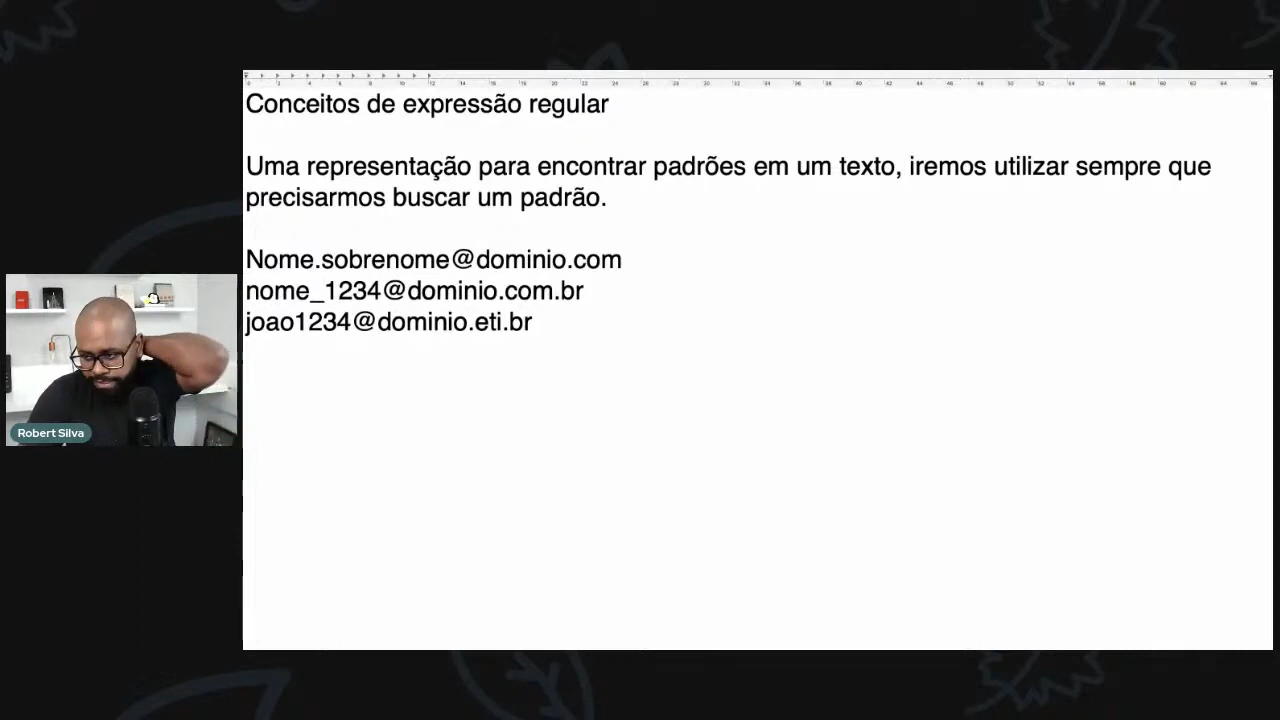 Conceitos de expressão regular
Uma representação para encontrar padrões em um texto, iremos utilizar sempre que
precisarmos buscar um padrão.
Nome.sobrenome@dominio.com
nome_1234@dominio.com.br
joao1234@dominio.eti.br
Robert Silva